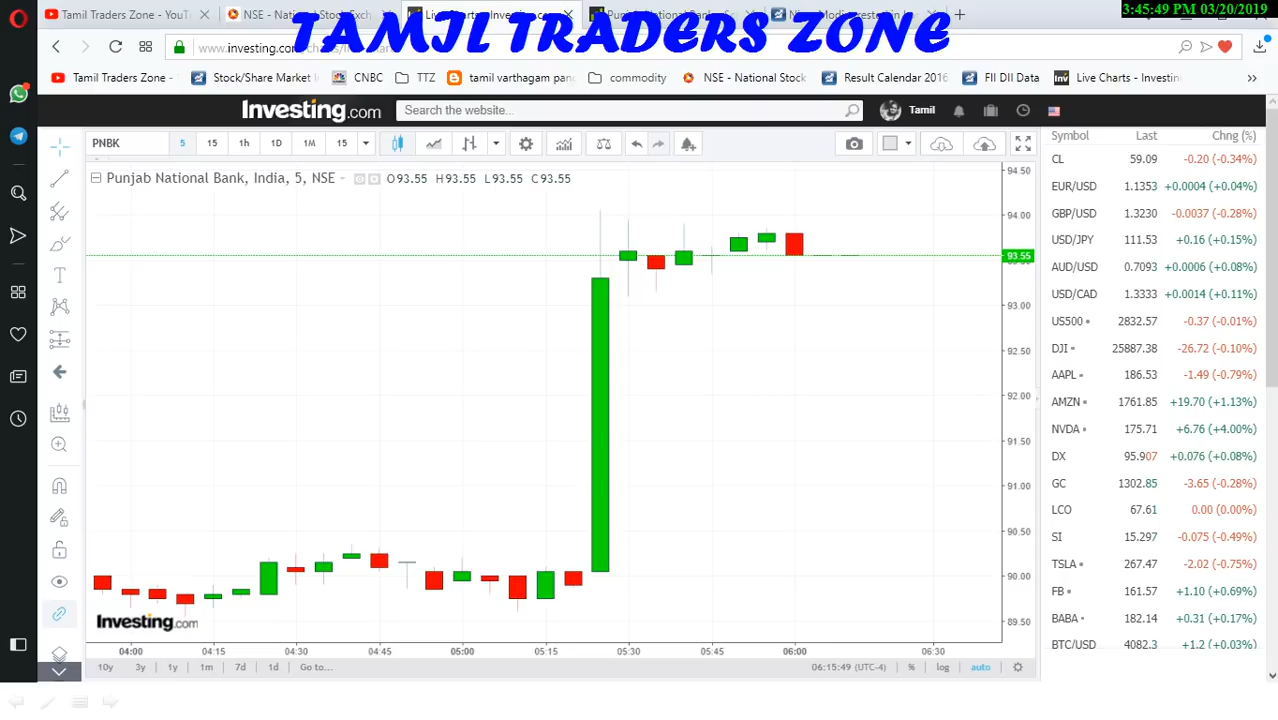 3:45:49 PM 03/20/2019
TAMIL TRADERS ZONE
Tamil Traders Zone - YouT
NSE - National Stock Exch
www.investing.com
Tamil Traders Zone -
Stock/Share Market
CNBC
TTZ
tamil varthagam pand
commodity
NSE - National Stock
Result Calendar 2016
FII DII Data
Live Charts - Investin
Investing.com
Search the website...
Tamil
PNBK
5
15
1h
1D
1M
15
Punjab National Bank, India, 5, NSE
O 93.55 H 93.55 L 93.55 C 93.55
94.50
94.00
93.55
93.00
92.50
92.00
91.50
91.00
90.50
90.00
89.50
Investing.com
04:00
04:15
04:30
04:45
05:00
05:15
05:30
05:45
06:00
06:30
10y
3y
1y
1m
7d
1d
Go to...
06:15:49 (UTC-4)
%
log
auto
Symbol Last Chng (%)
CL 59.09 -0.20 (-0.34%)
EUR/USD 1.1353 +0.0004 (+0.04%)
GBP/USD 1.3230 -0.0037 (-0.28%)
USD/JPY 111.53 +0.16 (+0.15%)
AUD/USD 0.7093 +0.0006 (+0.08%)
USD/CAD 1.3333 +0.0014 (+0.11%)
US500 2832.57 -0.37 (-0.01%)
DJI 25887.38 -26.72 (-0.10%)
AAPL 186.53 -1.49 (-0.79%)
AMZN 1761.85 +19.70 (+1.13%)
NVDA 175.71 +6.76 (+4.00%)
DX 95.907 +0.076 (+0.08%)
GC 1302.85 -3.65 (-0.28%)
LCO 67.61 0.00 (0.00%)
SI 15.297 -0.075 (-0.49%)
TSLA 267.47 -2.02 (-0.75%)
FB 161.57 +1.10 (+0.69%)
BABA 182.14 +0.31 (+0.17%)
BTC/USD 4082.3 +1.2 (+0.03%)